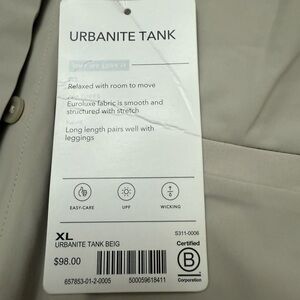 URBANITE TANK
Relaxed with room to move
Euroluxe fabric is smooth and
structured with stretch
Long length pairs well with
leggings
EASY-CARE
UPF
WICKING
XL
S311-0006
URBANITE TANK BEIG
$98.00
657853-01-2-0005
500059618411
Certified
B
Corporation